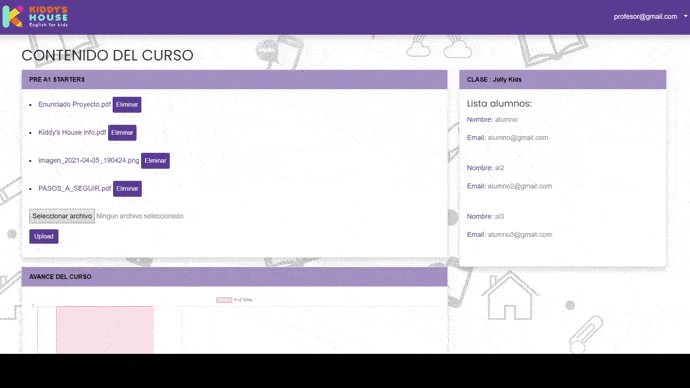 KIDDY'S
HOUSE
English for kids
profesor@gmail.com
CONTENIDO DEL CURSO
PRE A1 STARTERS
Enunciado Proyecto.pdf Eliminar
Kiddy's House info.pdf Eliminar
imagen_2021-04-05_190424.png Eliminar
PASOS_A_SEGUIR.pdf Eliminar
Seleccionar archivo Ningún archivo seleccionado
Upload
AVANCE DEL CURSO
CLASE : Jolly Kids
Lista alumnos:
Nombre: alumno
Email: alumno@gmail.com
Nombre: al2
Email: alumno2@gmail.com
Nombre: al3
Email: alumno3@gmail.com